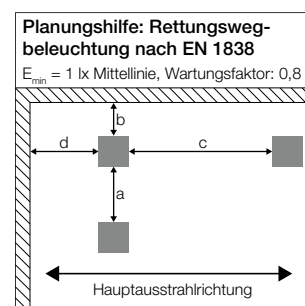 Planungshilfe: Rettungsweg-
beleuchtung nach EN 1838
Emin = 1 lx Mittellinie, Wartungsfaktor: 0,8
b
d
c
a
Hauptausstrahlrichtung